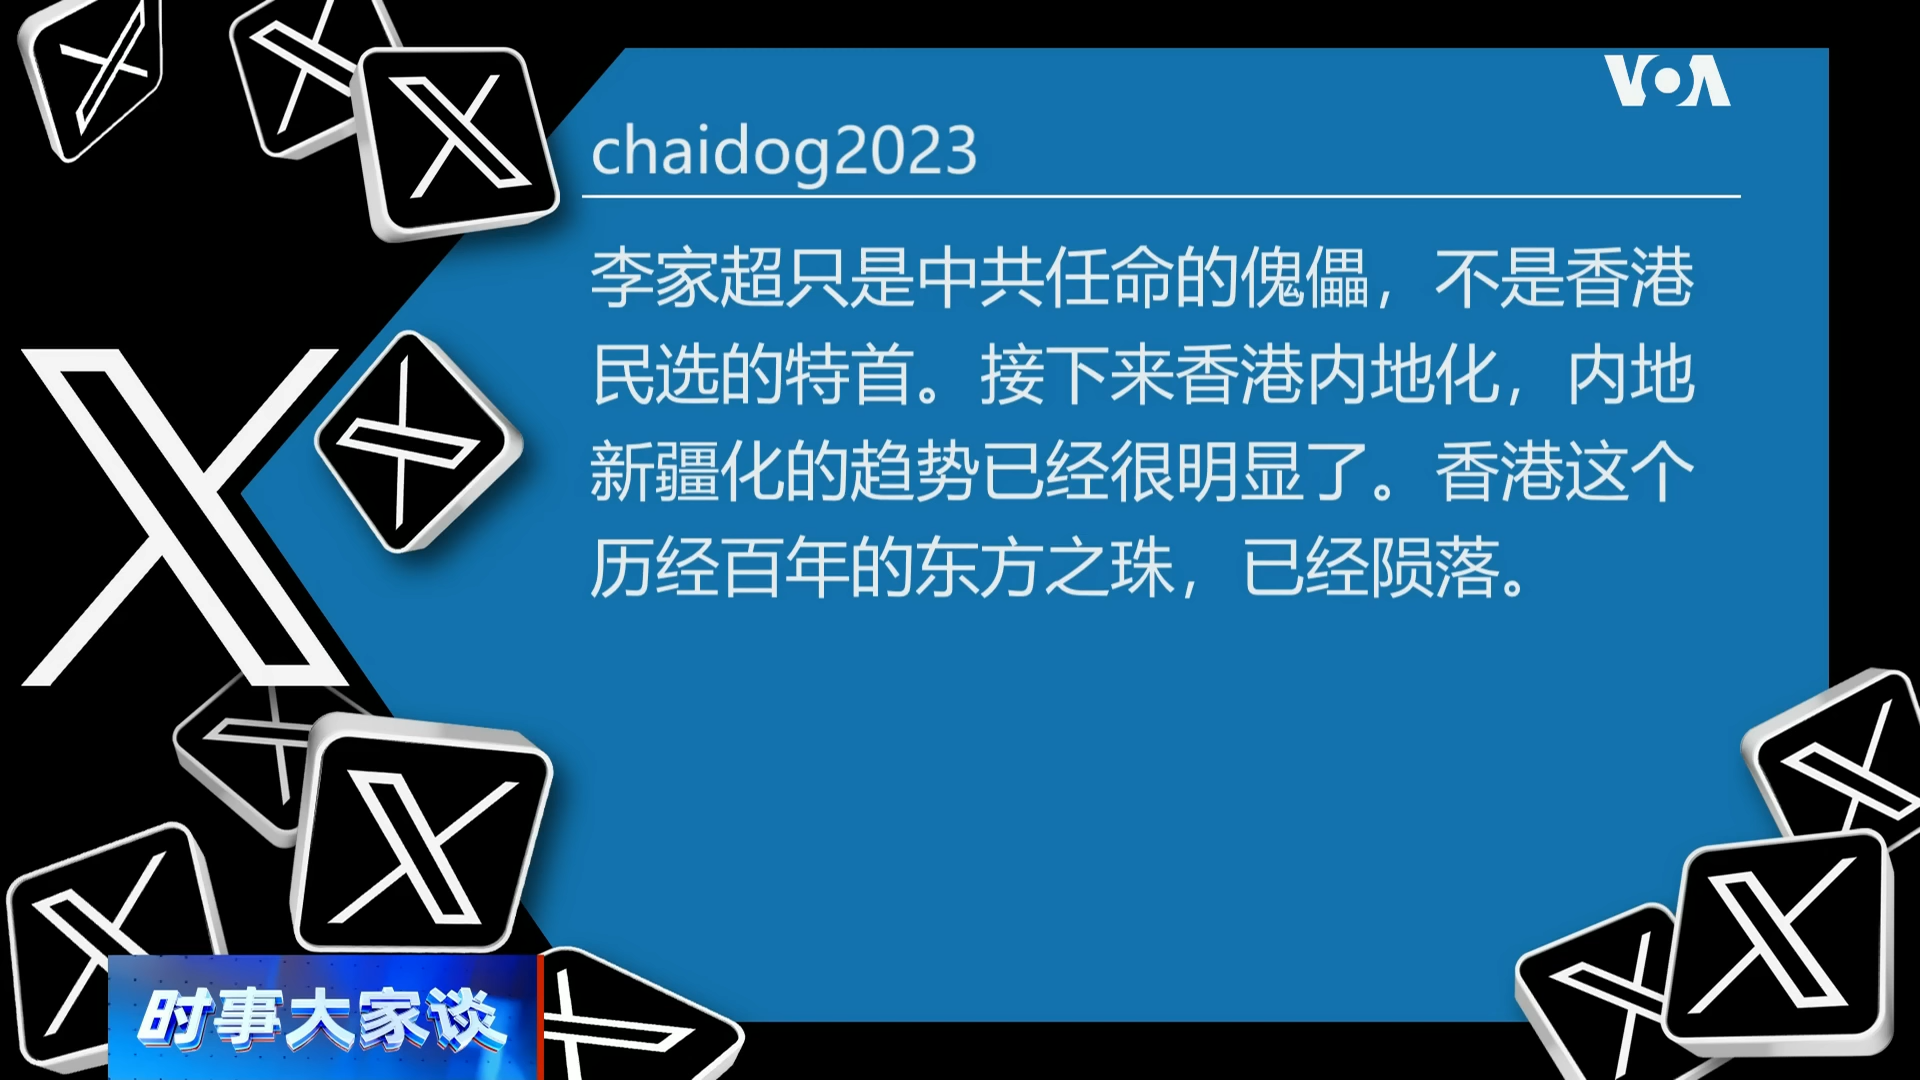 VOA
chaidog2023
李家超只是中共任命的傀儡，不是香港
民选的特首。接下来香港内地化，内地
新疆化的趋势已经很明显了。香港这个
历经百年的东方之珠，已经陨落。
时事大家谈